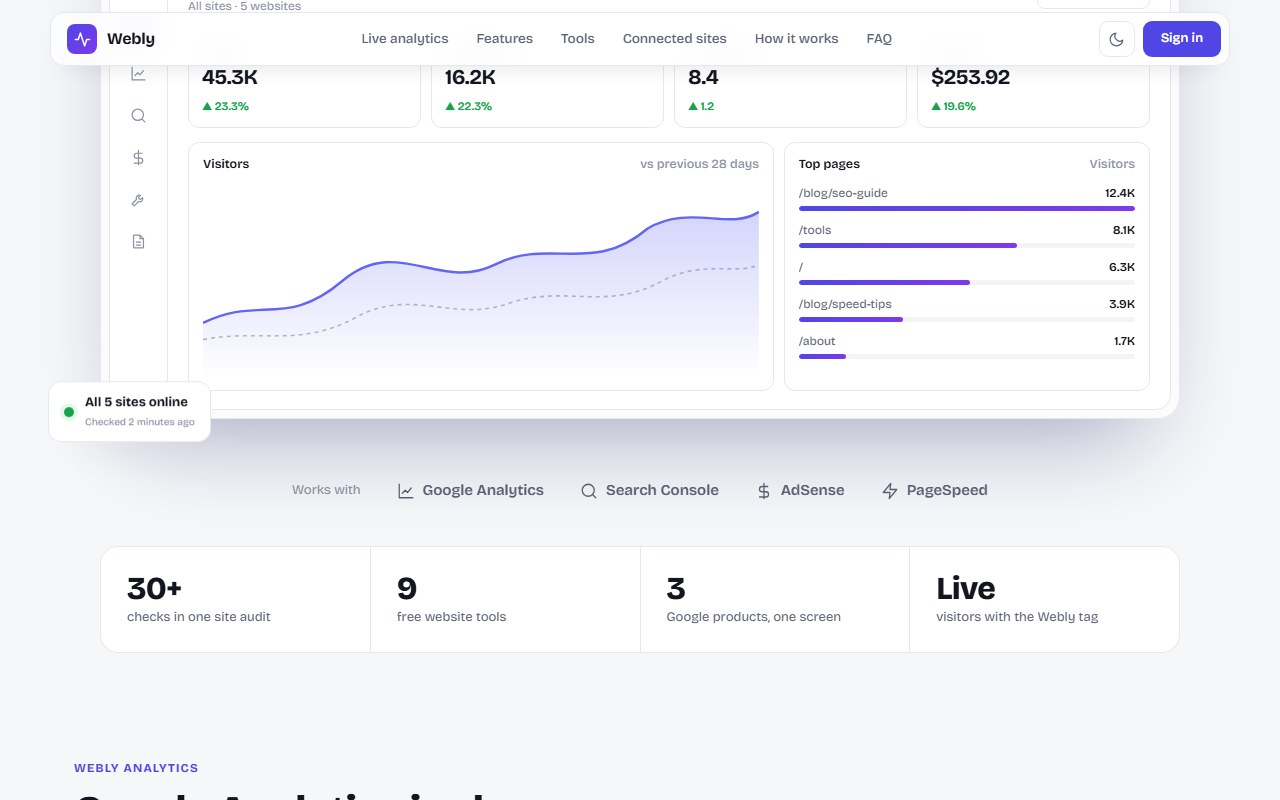 All sites · 5 websites
Webly
Live analytics
Features
Tools
Connected sites
How it works
FAQ
Sign in
45.3K
16.2K
8.4
$253.92
▲ 23.3%
▲ 22.3%
▲ 1.2
▲ 19.6%
Visitors
vs previous 28 days
Top pages
Visitors
/blog/seo-guide
12.4K
/tools
8.1K
/
6.3K
/blog/speed-tips
3.9K
/about
1.7K
All 5 sites online
Checked 2 minutes ago
Works with
Google Analytics
Search Console
AdSense
PageSpeed
30+
checks in one site audit
9
free website tools
3
Google products, one screen
Live
visitors with the Webly tag
WEBLY ANALYTICS